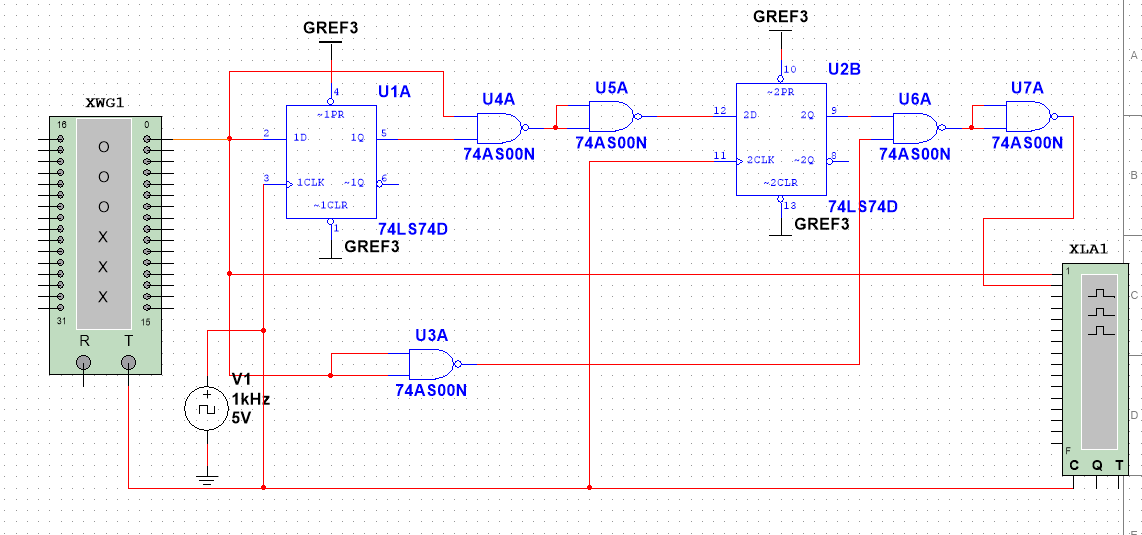 GREF3
GREF3
XWG1
16
0
O
O
O
X
X
X
31
15
R
T
4
U1A
~1PR
2
1D
1Q
5
3
1CLK
~1Q
6
~1CLR
1
74LS74D
GREF3
U4A
74AS00N
U5A
74AS00N
10
U2B
~2PR
12
2D
2Q
9
11
2CLK
~2Q
8
~2CLR
13
74LS74D
GREF3
U6A
74AS00N
U7A
74AS00N
XLA1
1
F
C Q T
U3A
74AS00N
V1
1kHz
5V
A
B
C
D
E